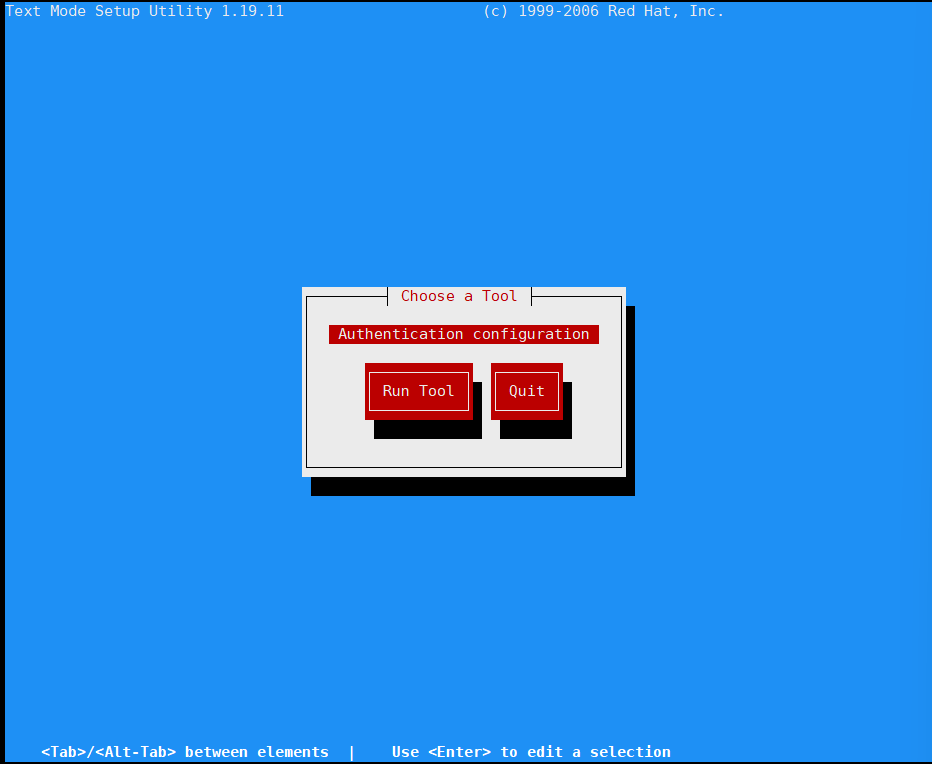 Text Mode Setup Utility 1.19.11 (c) 1999-2006 Red Hat, Inc.
Choose a Tool
Authentication configuration
Run Tool Quit
<Tab>/<Alt-Tab> between elements | Use <Enter> to edit a selection